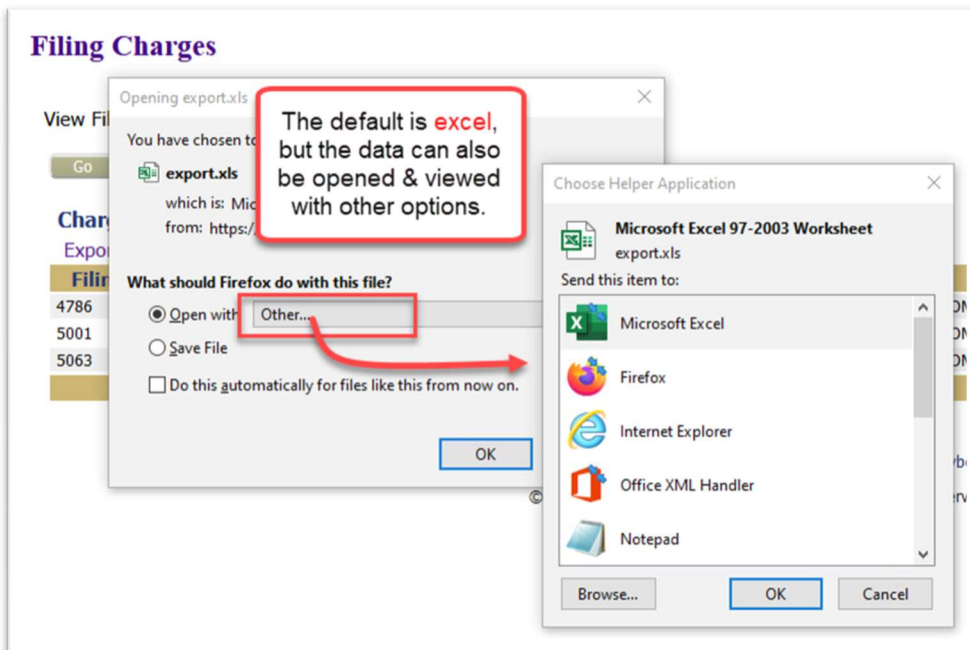 Filing Charges
Opening export.xls
View Fil
The default is excel,
but the data can also
be opened & viewed
with other options.
You have chosen to
Go
export.xls
which is: Mic
from: https:/
Char
Expo
Filin
4786
5001
5063
What should Firefox do with this file?
Open with
Other...
Save File
Do this automatically for files like this from now on.
OK
©
Choose Helper Application
Microsoft Excel 97-2003 Worksheet
export.xls
Send this item to:
Microsoft Excel
Firefox
Internet Explorer
Office XML Handler
Notepad
Browse...
OK
Cancel